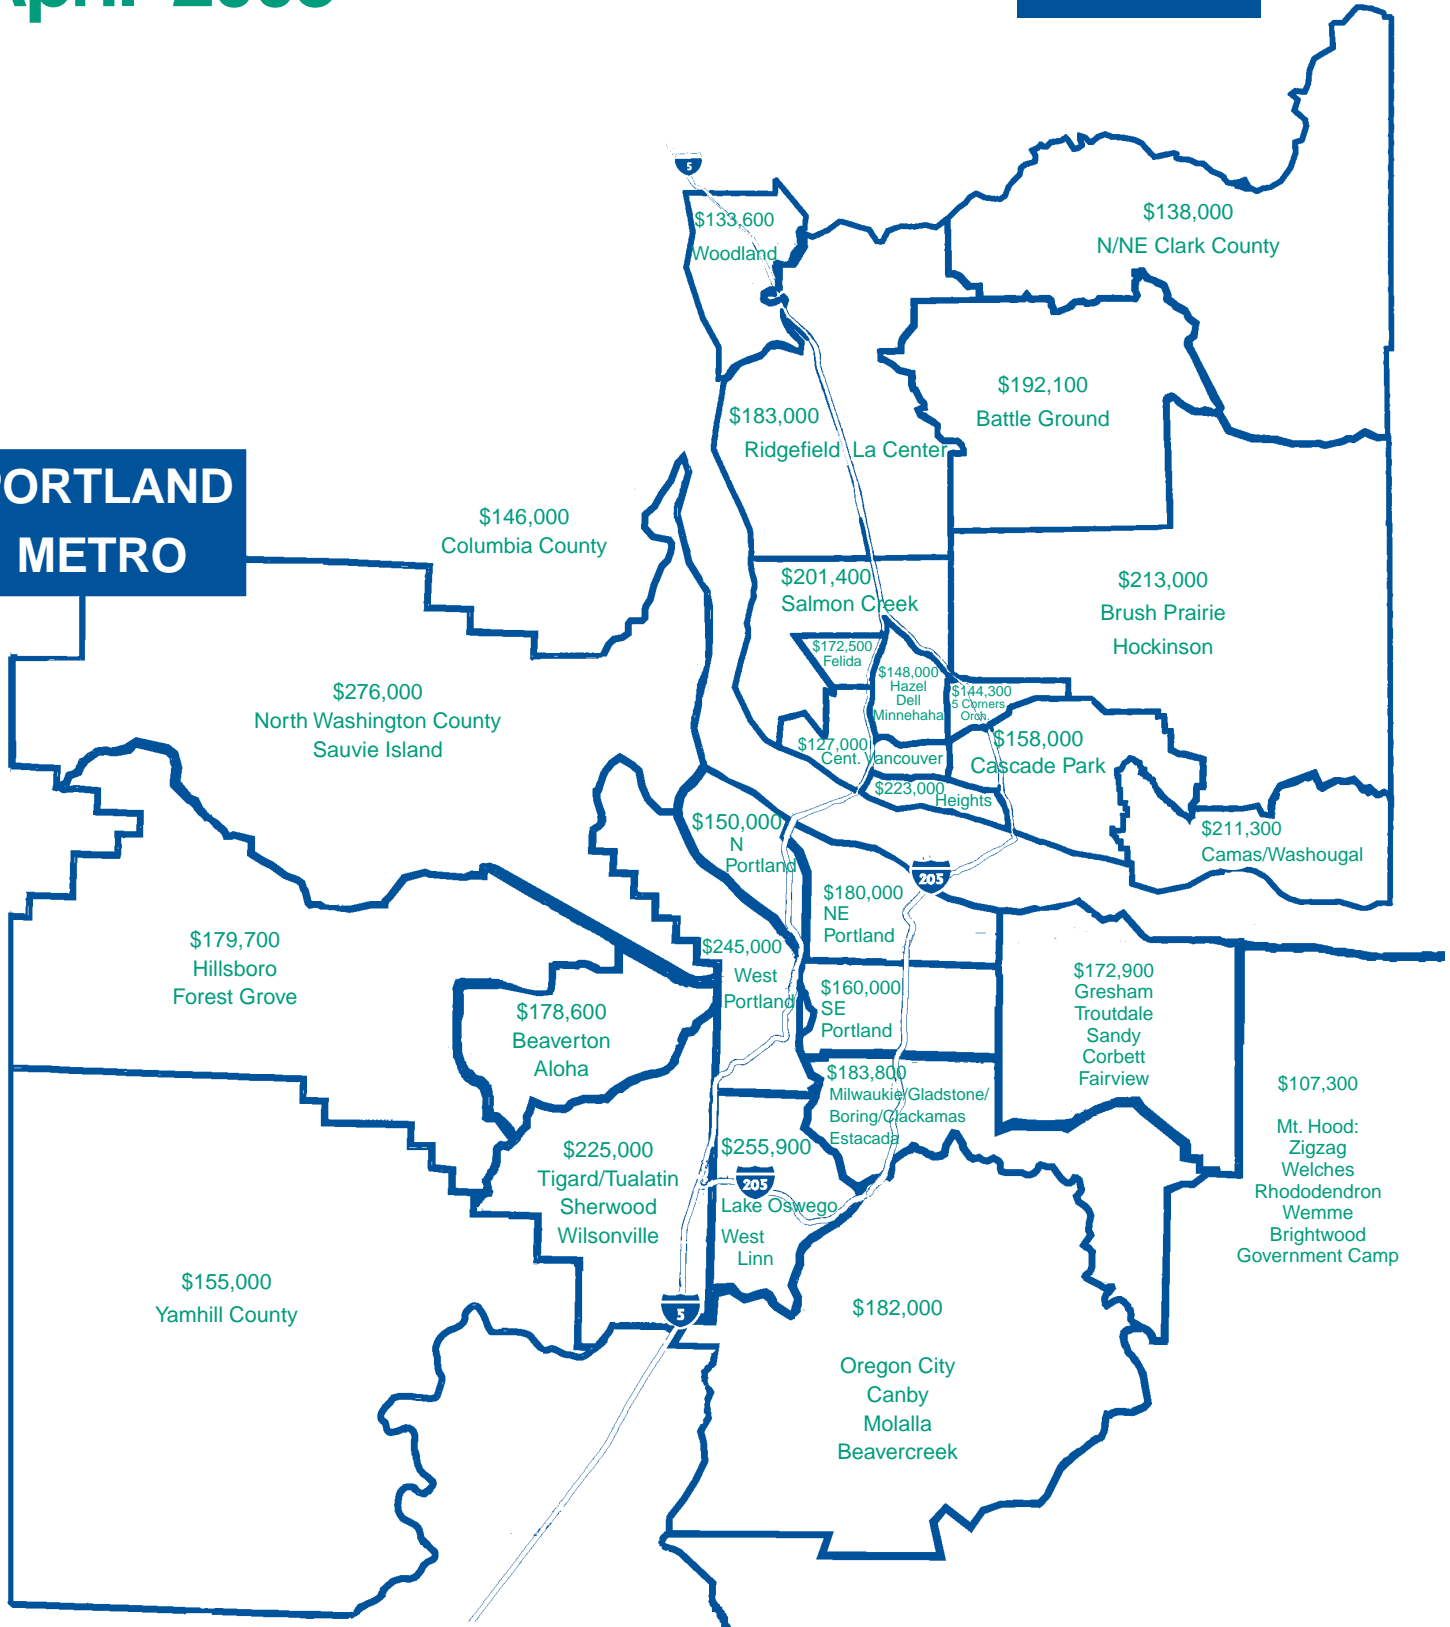 April 2003
5
$133,600
Woodland
$138,000
N/NE Clark County
$192,100
Battle Ground
$183,000
Ridgefield La Center
PORTLAND
METRO
$146,000
Columbia County
$201,400
Salmon Creek
$213,000
Brush Prairie
Hockinson
$172,500
Felida
$148,000
Hazel
Dell
Minnehaha
$144,300
5 Corners
Orch.
$276,000
North Washington County
Sauvie Island
$127,000
Cent. Vancouver
$158,000
Cascade Park
$223,000
Heights
$211,300
Camas/Washougal
$150,000
N
Portland
205
$180,000
NE
Portland
$179,700
Hillsboro
Forest Grove
$245,000
West
Portland
$178,600
Beaverton
Aloha
$160,000
SE
Portland
$172,900
Gresham
Troutdale
Sandy
Corbett
Fairview
$183,800
Milwaukie/Gladstone/
Boring/Clackamas
Estacada
$107,300
Mt. Hood:
Zigzag
Welches
Rhododendron
Wemme
Brightwood
Government Camp
$225,000
Tigard/Tualatin
Sherwood
Wilsonville
$255,900
205
Lake Oswego
West
Linn
$155,000
Yamhill County
5
$182,000
Oregon City
Canby
Molalla
Beavercreek